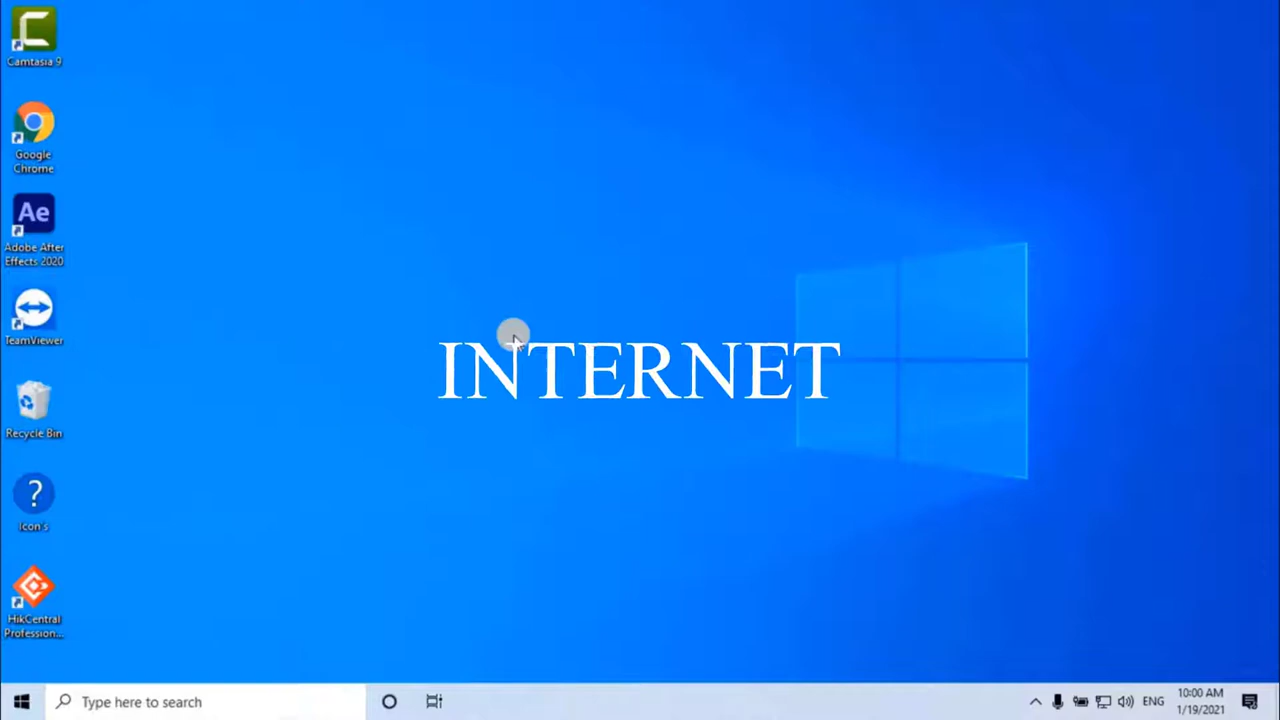 Camtasia 9
Google
Chrome
Ae
Adobe After
Effects 2020
TeamViewer
Recycle Bin
?
Icon's
HikCentral
Profession...
INTERNET
Type here to search
ENG
10:00 AM
1/19/2021